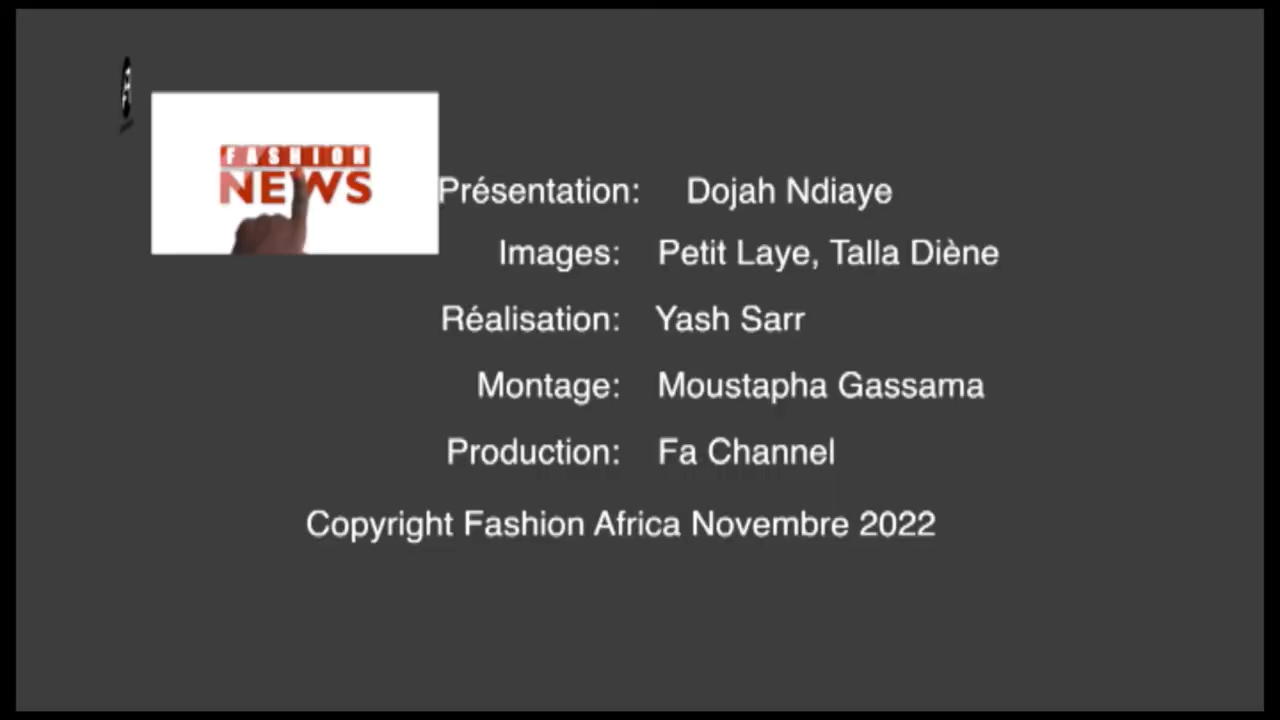 FASHION
NEWS
Présentation: Dojah Ndiaye
Images: Petit Laye, Talla Diène
Réalisation: Yash Sarr
Montage: Moustapha Gassama
Production: Fa Channel
Copyright Fashion Africa Novembre 2022